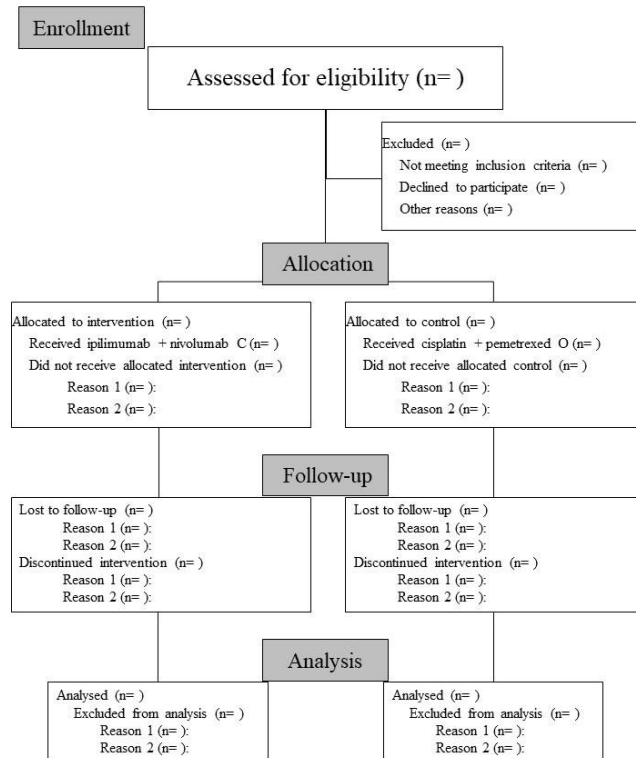 Enrollment
Assessed for eligibility (n= )
Excluded (n= )
Not meeting inclusion criteria (n= )
Declined to participate (n= )
Other reasons (n= )
Allocation
Allocated to intervention (n= )
Received ipilimumab + nivolumab C (n= )
Did not receive allocated intervention (n= )
Reason 1 (n= ):
Reason 2 (n= ):
Allocated to control (n= )
Received cisplatin + pemetrexed O (n= )
Did not receive allocated control (n= )
Reason 1 (n= ):
Reason 2 (n= ):
Follow-up
Lost to follow-up (n= )
Reason 1 (n= ):
Reason 2 (n= ):
Discontinued intervention (n= )
Reason 1 (n= ):
Reason 2 (n= ):
Lost to follow-up (n= )
Reason 1 (n= ):
Reason 2 (n= ):
Discontinued intervention (n= )
Reason 1 (n= ):
Reason 2 (n= ):
Analysis
Analysed (n= )
Excluded from analysis (n= )
Reason 1 (n= ):
Reason 2 (n= ):
Analysed (n= )
Excluded from analysis (n= )
Reason 1 (n= ):
Reason 2 (n= ):